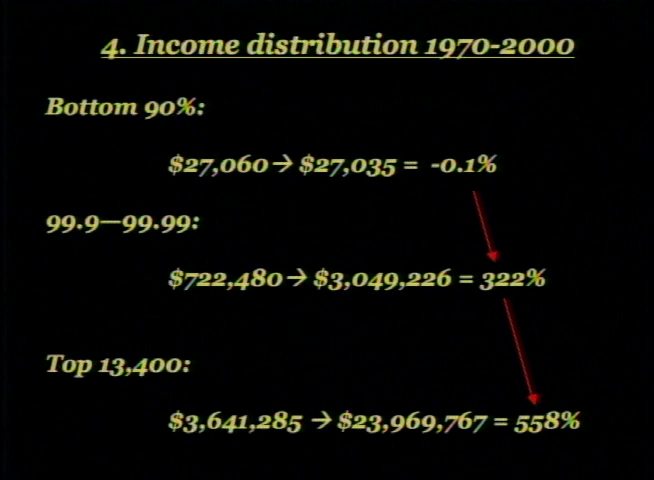 4. Income distribution 1970-2000
Bottom 90%:
$27,060→ $27,035 = -0.1%
99.9—99.99:
$722,480→ $3,049,226 = 322%
Top 13,400:
$3,641,285 → $23,969,767 = 558%